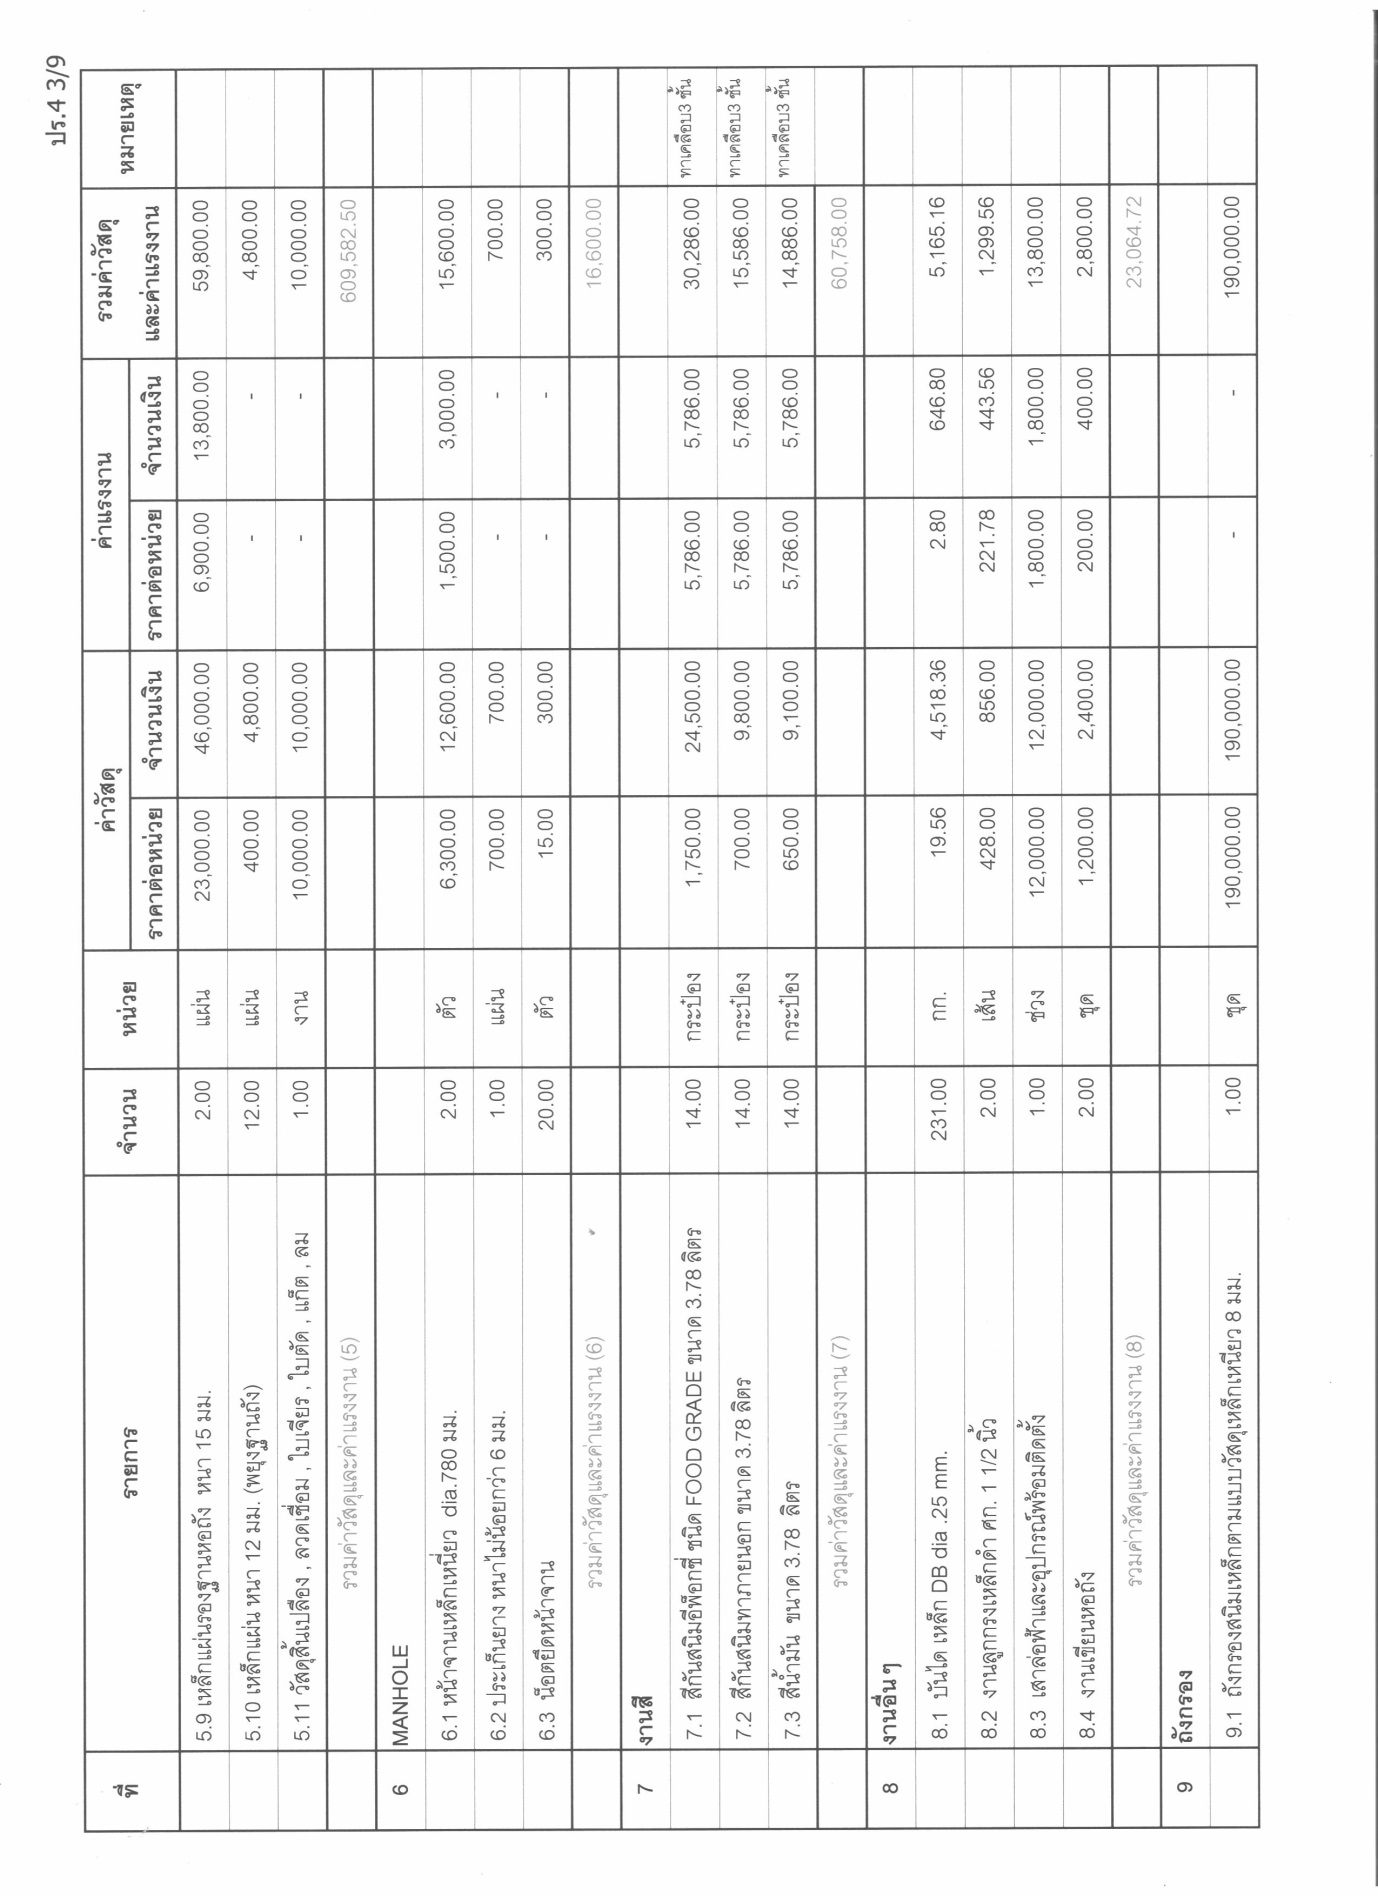 ปร.4 3/9
ที่ รายการ จำนวน หน่วย ค่าวัสดุ ค่าแรงงาน รวมค่าวัสดุ หมายเหตุ
ราคาต่อหน่วย จำนวนเงิน ราคาต่อหน่วย จำนวนเงิน และค่าแรงงาน
5.9 เหล็กแผ่นรองฐานหอถัง หนา 15 มม. 2.00 แผ่น 23,000.00 46,000.00 6,900.00 13,800.00 59,800.00
5.10 เหล็กแผ่น หนา 12 มม. (พยุงฐานถัง) 12.00 แผ่น 400.00 4,800.00 - - 4,800.00
5.11 วัสดุสิ้นเปลือง , ลวดเชื่อม , ใบเจียร , ใบตัด , แก็ต , ลม 1.00 งาน 10,000.00 10,000.00 - - 10,000.00
รวมค่าวัสดุและค่าแรงงาน (5) 609,582.50
6 MANHOLE
6.1 หน้าจานเหล็กเหนี่ยว dia.780 มม. 2.00 ตัว 6,300.00 12,600.00 1,500.00 3,000.00 15,600.00
6.2 ประเก็นยาง หนาไม่น้อยกว่า 6 มม. 1.00 แผ่น 700.00 700.00 - - 700.00
6.3 น็อตยึดหน้าจาน 20.00 ตัว 15.00 300.00 - - 300.00
รวมค่าวัสดุและค่าแรงงาน (6) 16,600.00
7 งานสี
7.1 สีกันสนิมอีพ็อกซี่ ชนิด FOOD GRADE ขนาด 3.78 ลิตร 14.00 กระป๋อง 1,750.00 24,500.00 5,786.00 5,786.00 30,286.00 ทาเคลือบ3 ชั้น
7.2 สีกันสนิมทาภายนอก ขนาด 3.78 ลิตร 14.00 กระป๋อง 700.00 9,800.00 5,786.00 5,786.00 15,586.00 ทาเคลือบ3 ชั้น
7.3 สีน้ำมัน ขนาด 3.78 ลิตร 14.00 กระป๋อง 650.00 9,100.00 5,786.00 5,786.00 14,886.00 ทาเคลือบ3 ชั้น
รวมค่าวัสดุและค่าแรงงาน (7) 60,758.00
8 งานอื่น ๆ
8.1 บันได เหล็ก DB dia .25 mm. 231.00 กก. 19.56 4,518.36 2.80 646.80 5,165.16
8.2 งานลูกกรงเหล็กดำ ศก. 1 1/2 นิ้ว 2.00 เส้น 428.00 856.00 221.78 443.56 1,299.56
8.3 เสาล่อฟ้าและอุปกรณ์พร้อมติดตั้ง 1.00 ช่วง 12,000.00 12,000.00 1,800.00 1,800.00 13,800.00
8.4 งานเขียนหอถัง 2.00 ชุด 1,200.00 2,400.00 200.00 400.00 2,800.00
รวมค่าวัสดุและค่าแรงงาน (8) 23,064.72
9 ถังกรอง
9.1 ถังกรองสนิมเหล็กตามแบบวัสดุเหล็กเหนียว 8 มม. 1.00 ชุด 190,000.00 190,000.00 - - 190,000.00